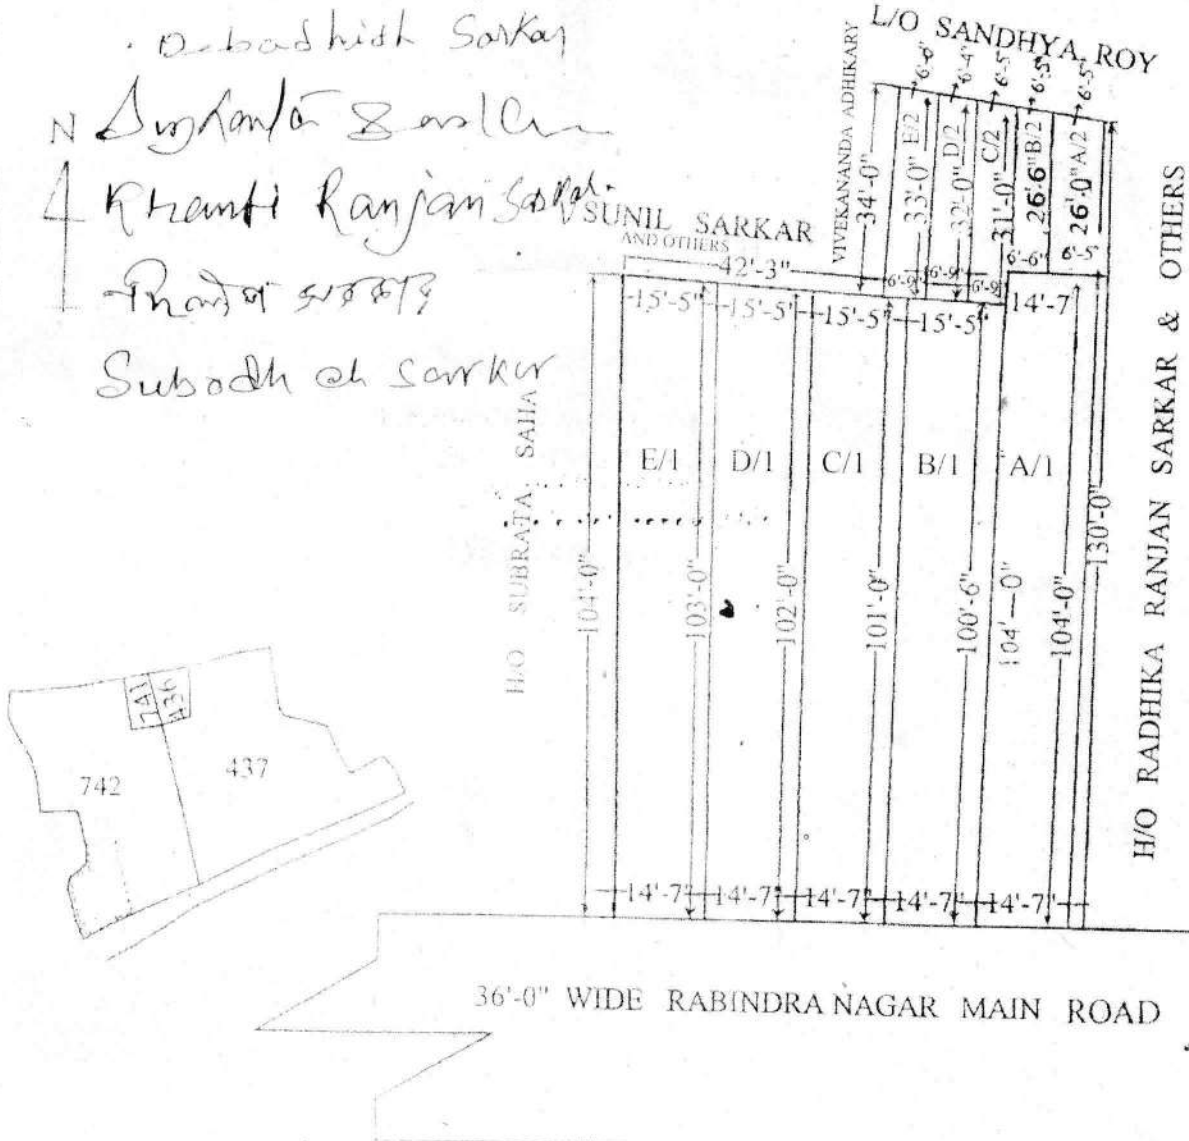 Debadhish Sarkar
N
Khanti Ranjan Sarkar
সরকার
Subodh ch Sarkar
L/O SANDHYA ROY
VIVEKANANDA ADHIKARY
6'-6" 6'-4" 6'-5" 6'-5" 6'-5"
34'-0" 33'-0" E/2 32'-0" D/2 31'-0" C/2 26'6" B/2 26'0" A/2
SUNIL SARKAR
AND OTHERS
42'-3"
6'-9" 6'-9" 6'-9" 6'-6" 6'-5"
15'-5" 15'-5" 15'-5" 15'-5" 14'-7
H/O SUBRATA SAHA
E/1 D/1 C/1 B/1 A/1
104'-0" 103'-0" 102'-0" 101'-0" 100'-6" 104'—0" 104'-0" 130'-0"
H/O RADHIKA RANJAN SARKAR & OTHERS
741 436
742 437
14'-7" 14'-7" 14'-7" 14'-7" 14'-7"
36'-0" WIDE RABINDRA NAGAR MAIN ROAD